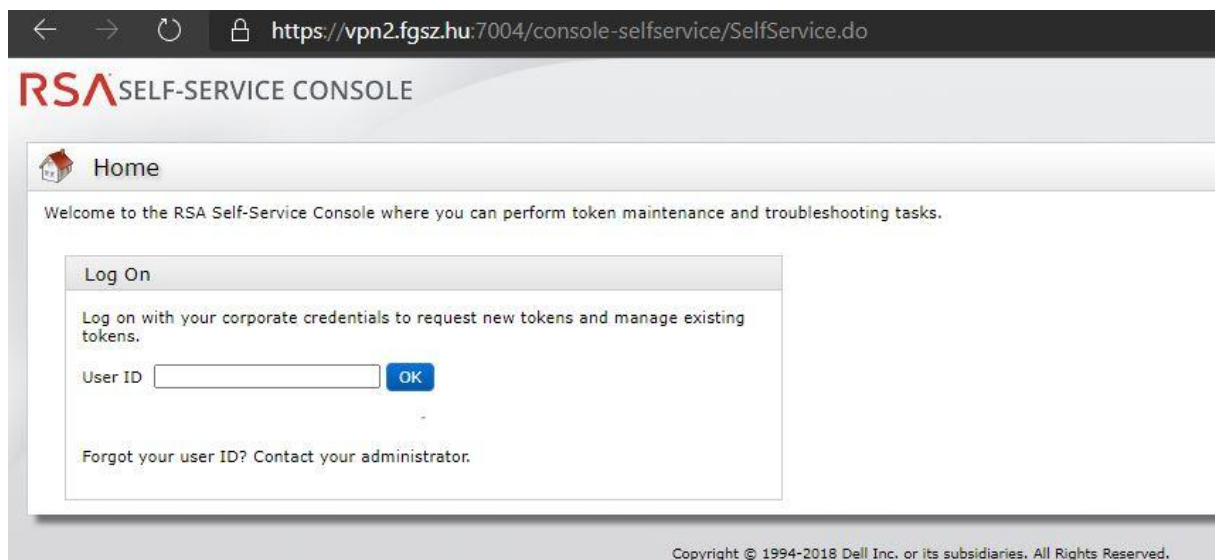 https://vpn2.fgsz.hu:7004/console-selfservice/SelfService.do
RSA SELF-SERVICE CONSOLE
Home
Welcome to the RSA Self-Service Console where you can perform token maintenance and troubleshooting tasks.
Log On
Log on with your corporate credentials to request new tokens and manage existing
tokens.
User ID OK
-
Forgot your user ID? Contact your administrator.
Copyright © 1994-2018 Dell Inc. or its subsidiaries. All Rights Reserved.